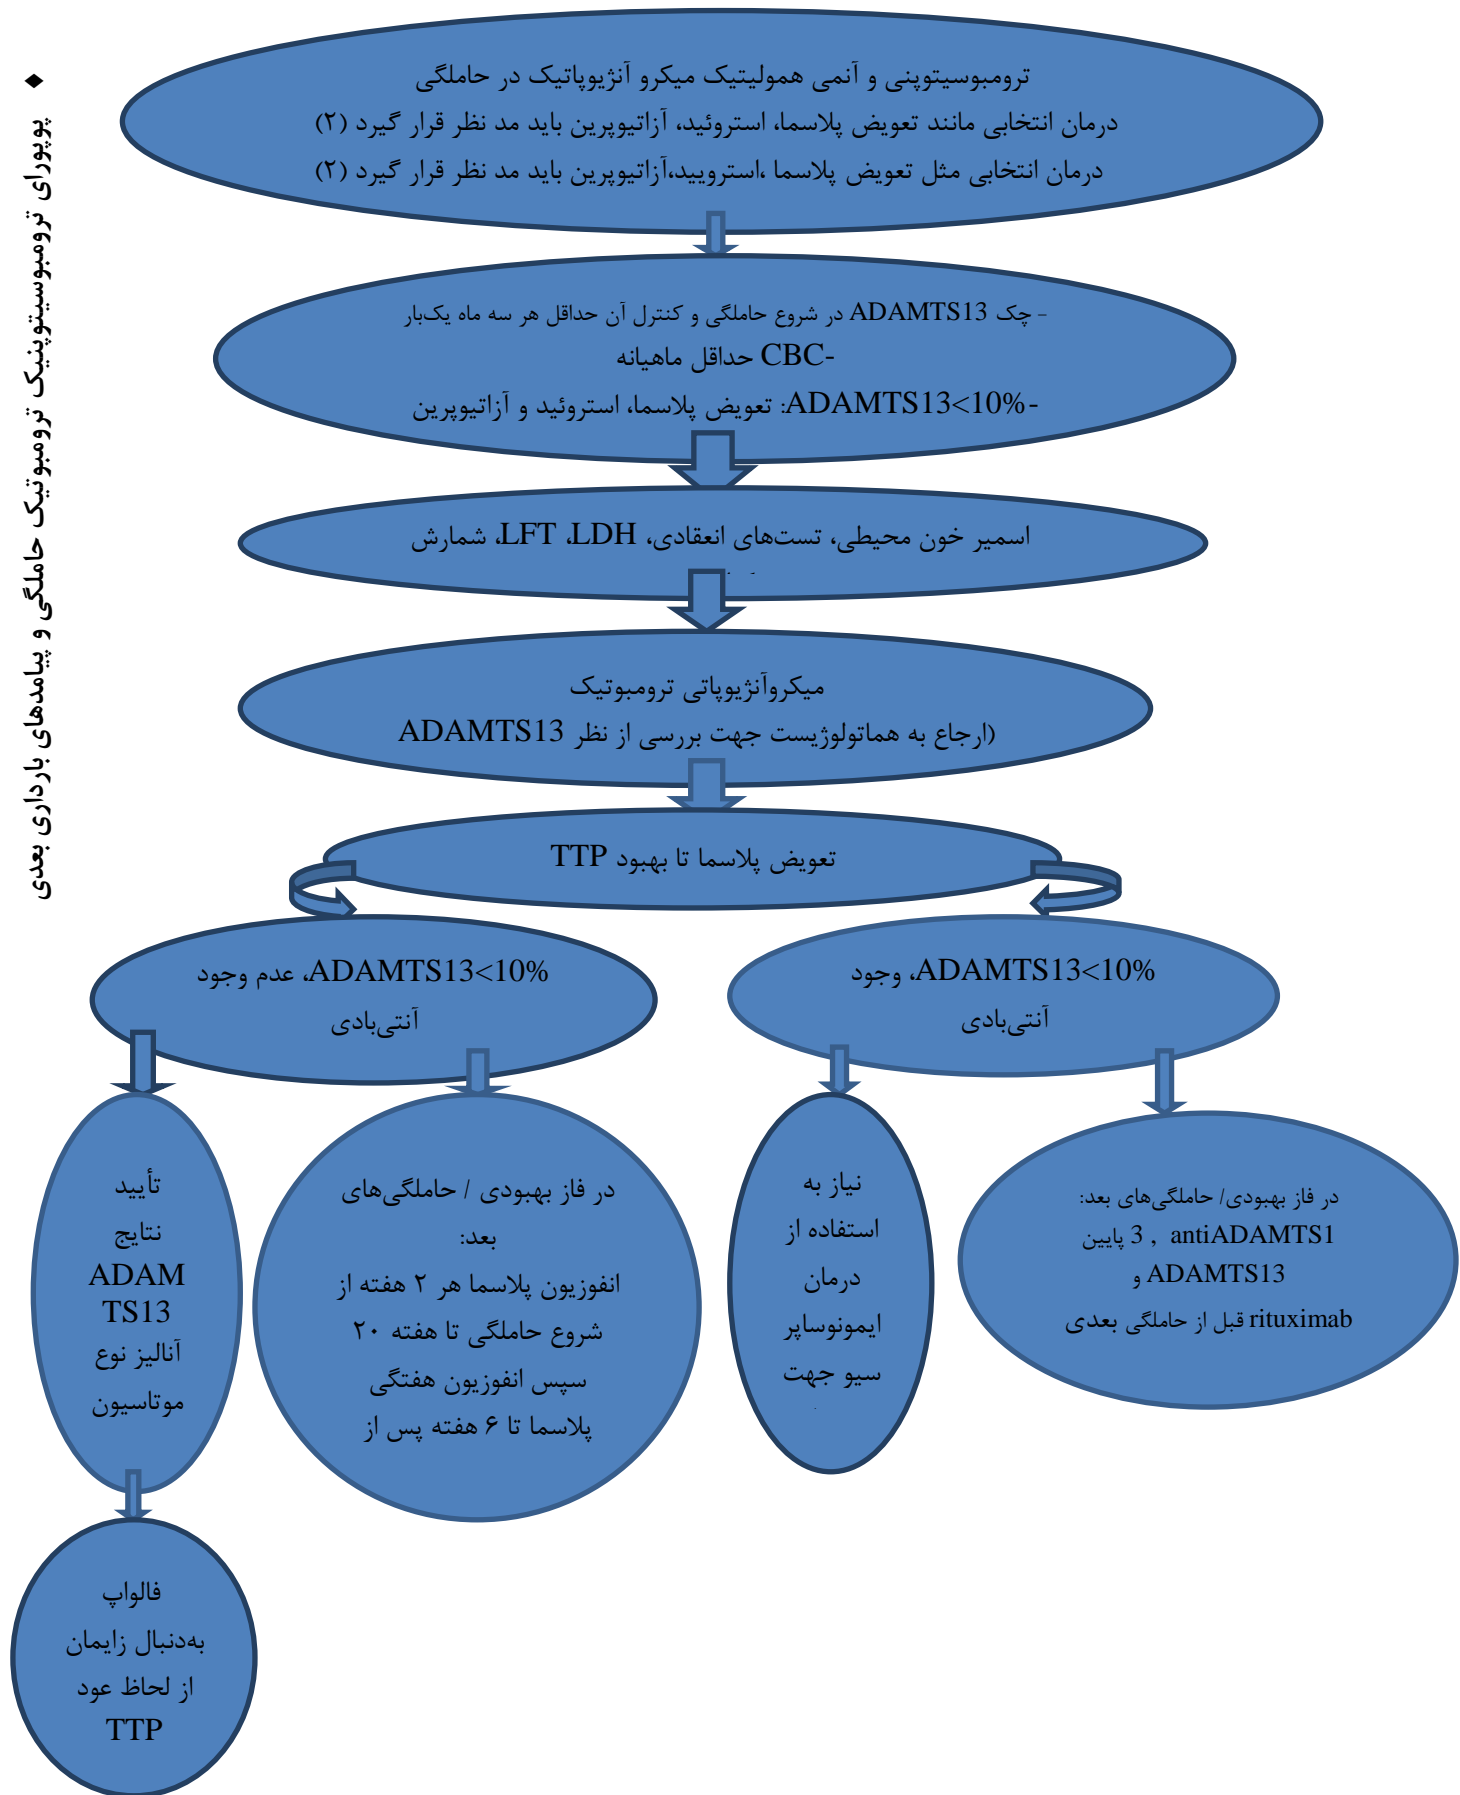 ♦ پوپورای ترومبوسیتوپنیک ترومبوتیک حاملگی و پیامدهای بارداری بعدی
ترومبوسیتوپنی و آنمی همولیتیک میکرو آنژیوپاتیک در حاملگی
درمان انتخابی مانند تعویض پلاسما، استروئید، آزاتیوپرین باید مد نظر قرار گیرد (۲)
درمان انتخابی مثل تعویض پلاسما ،استرویید،آزاتیوپرین باید مد نظر قرار گیرد (۲)
- چک ADAMTS13 در شروع حاملگی و کنترل آن حداقل هر سه ماه یک‌بار
-CBC حداقل ماهیانه
-ADAMTS13<10%: تعویض پلاسما، استروئید و آزاتیوپرین
اسمیر خون محیطی، تست‌های انعقادی، LFT ،LDH، شمارش
میکروآنژیوپاتی ترومبوتیک
(ارجاع به هماتولوژیست جهت بررسی از نظر ADAMTS13
تعویض پلاسما تا بهبود TTP
ADAMTS13<10%، وجود
آنتی‌بادی
ADAMTS13<10%، عدم وجود
آنتی‌بادی
در فاز بهبودی/ حاملگی‌های بعد:
antiADAMTS1 , 3 پایین
ADAMTS13 و
rituximab قبل از حاملگی بعدی
نیاز به
استفاده از
درمان
ایمونوساپر
سیو جهت
در فاز بهبودی / حاملگی‌های
بعد:
انفوزیون پلاسما هر ۲ هفته از
شروع حاملگی تا هفته ۲۰
سپس انفوزیون هفتگی
پلاسما تا ۶ هفته پس از
تأیید
نتایج
ADAM
TS13
آنالیز نوع
موتاسیون
فالواپ
به‌دنبال زایمان
از لحاظ عود
TTP